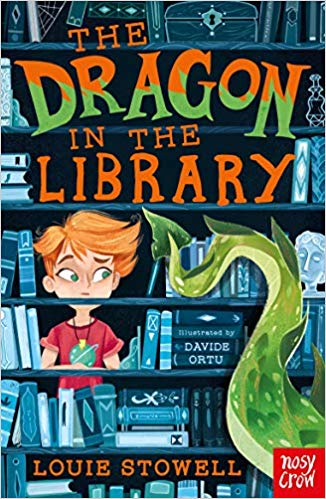 THE
DRAGON
IN THE
LIBRARY
Illustrated by
DAVIDE
ORTU
LOUIE STOWELL
nosy
crow